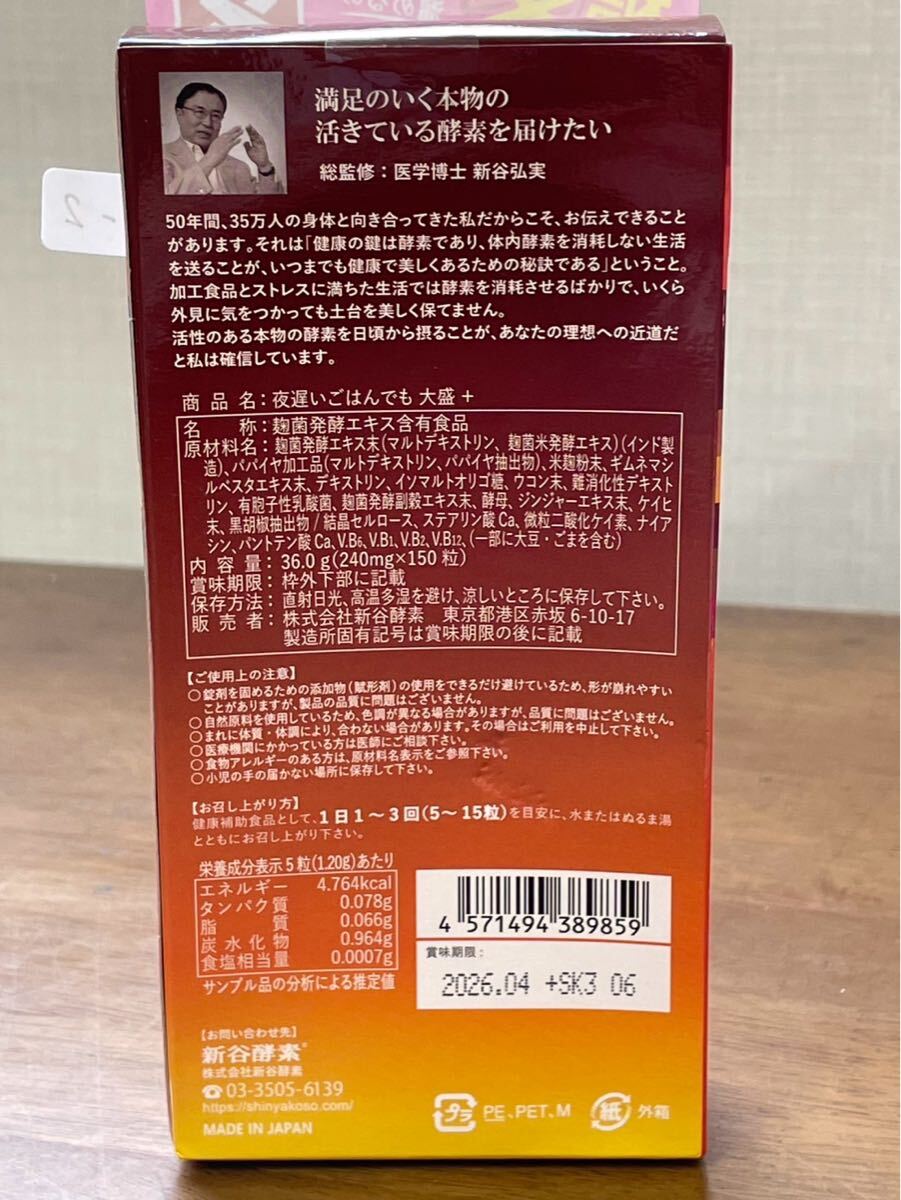 満足のいく本物の
活きている酵素を届けたい
総監修：医学博士 新谷弘実
50年間、35万人の身体と向き合ってきた私だからこそ、お伝えできること
があります。それは「健康の鍵は酵素であり、体内酵素を消耗しない生活
を送ることが、いつまでも健康で美しくあるための秘訣である」ということ。
加工食品とストレスに満ちた生活では酵素を消耗させるばかりで、いくら
外見に気をつかっても土台を美しく保てません。
活性のある本物の酵素を日頃から摂ることが、あなたの理想への近道だ
と私は確信しています。
商品名：夜遅いごはんでも 大盛＋
名称：麹菌発酵エキス含有食品
原材料名：麹菌発酵エキス末(マルトデキストリン、麹菌米発酵エキス)(インド製
造)、パパイヤ加工品(マルトデキストリン、パパイヤ抽出物)、米麹粉末、ギムネマシ
ルベスタエキス末、デキストリン、イソマルトオリゴ糖、ウコン末、難消化性デキスト
リン、有胞子性乳酸菌、麹菌発酵副穀エキス末、酵母、ジンジャーエキス末、ケイヒ
末、黒胡椒抽出物/結晶セルロース、ステアリン酸Ca、微粒二酸化ケイ素、ナイア
シン、パントテン酸Ca、V.B6、V.B1、V.B2、V.B12、(一部に大豆・ごまを含む)
内容量：36.0g(240mg×150粒)
賞味期限：枠外下部に記載
保存方法：直射日光、高温多湿を避け、涼しいところに保存して下さい。
販売者：株式会社新谷酵素 東京都港区赤坂6-10-17
製造所固有記号は賞味期限の後に記載
【ご使用上の注意】
○錠剤を固めるための添加物(賦形剤)の使用をできるだけ避けているため、形が崩れやすい
ことがありますが、製品の品質に問題はございません。
○自然原料を使用しているため、色調が異なる場合がありますが、品質に問題はございません。
○まれに体質・体調により、合わない場合があります。その場合はご利用を中止して下さい。
○医療機関にかかっている方は医師にご相談下さい。
○食物アレルギーのある方は、原材料名表示をご参照下さい。
○小児の手の届かない場所に保存して下さい。
【お召し上がり方】
健康補助食品として、1日1～3回(5～15粒)を目安に、水またはぬるま湯
とともにお召し上がり下さい。
栄養成分表示5粒(1.20g)あたり
エネルギー 4.764kcal
タンパク質 0.078g
脂質 0.066g
炭水化物 0.964g
食塩相当量 0.0007g
サンプル品の分析による推定値
4 571494 389859
賞味期限：
2026.04 +SK3 06
【お問い合わせ先】
新谷酵素®
株式会社新谷酵素
☎03-3505-6139
https://shinyakoso.com/
MADE IN JAPAN
プラ PE、PET、M
紙 外箱